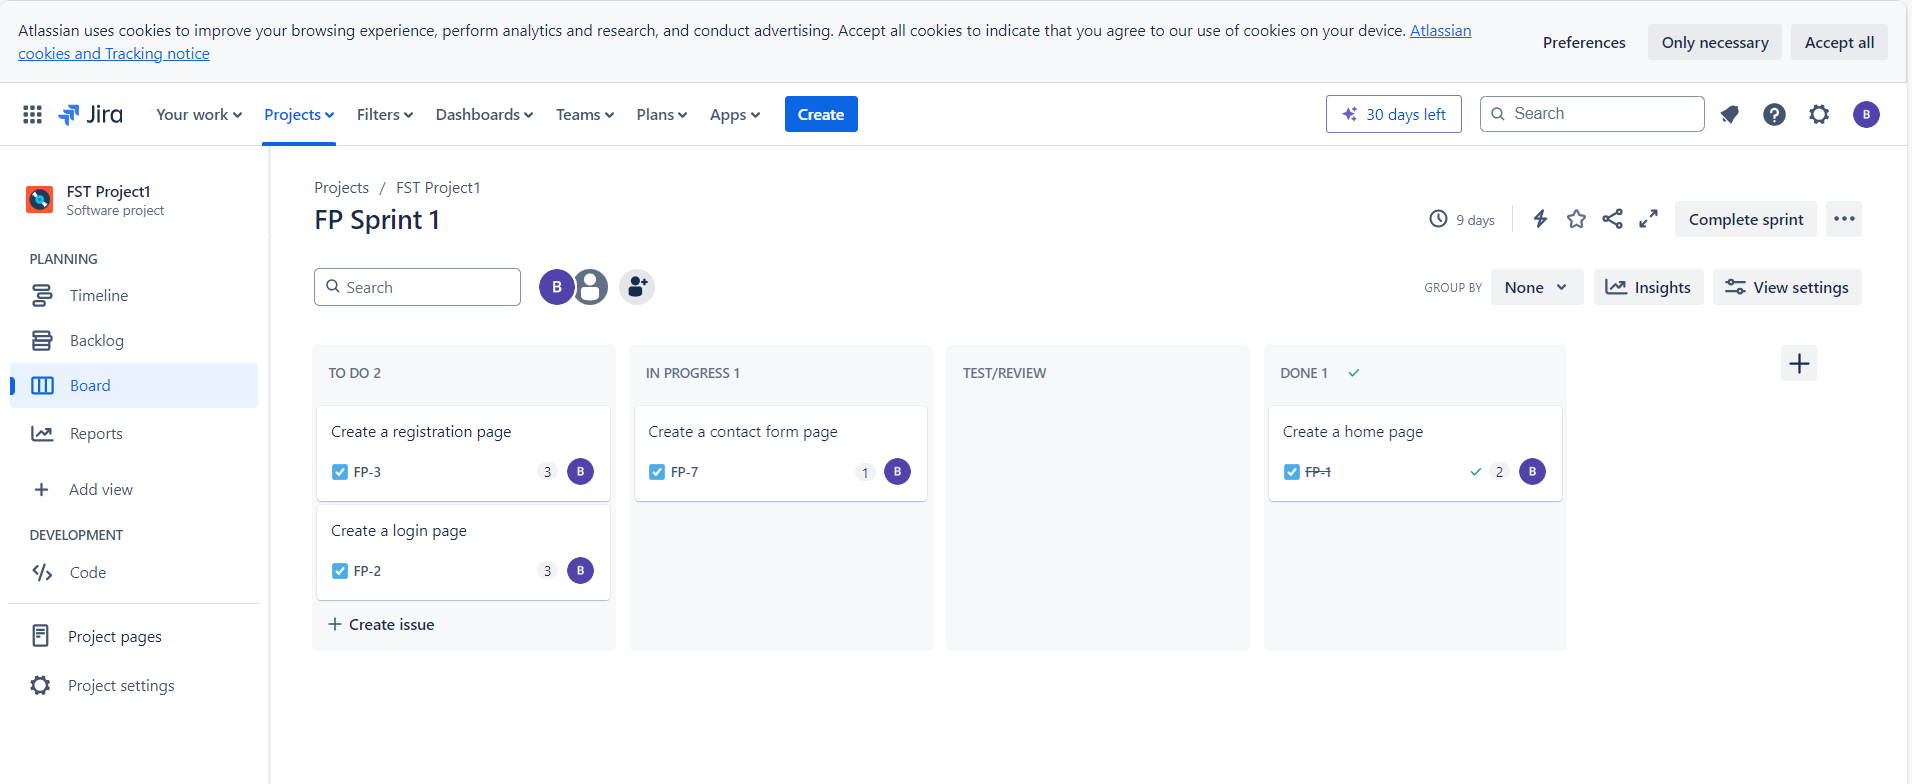 Atlassian uses cookies to improve your browsing experience, perform analytics and research, and conduct advertising. Accept all cookies to indicate that you agree to our use of cookies on your device. Atlassian
cookies and Tracking notice
Preferences
Only necessary
Accept all
Jira
Your work
Projects
Filters
Dashboards
Teams
Plans
Apps
Create
30 days left
Search
B
FST Project1
Software project
PLANNING
Timeline
Backlog
Board
Reports
Add view
DEVELOPMENT
Code
Project pages
Project settings
Projects / FST Project1
FP Sprint 1
9 days
Complete sprint
Search
B
GROUP BY
None
Insights
View settings
TO DO 2
Create a registration page
FP-3
3
B
Create a login page
FP-2
3
B
Create issue
IN PROGRESS 1
Create a contact form page
FP-7
1
B
TEST/REVIEW
DONE 1
Create a home page
FP-1
2
B